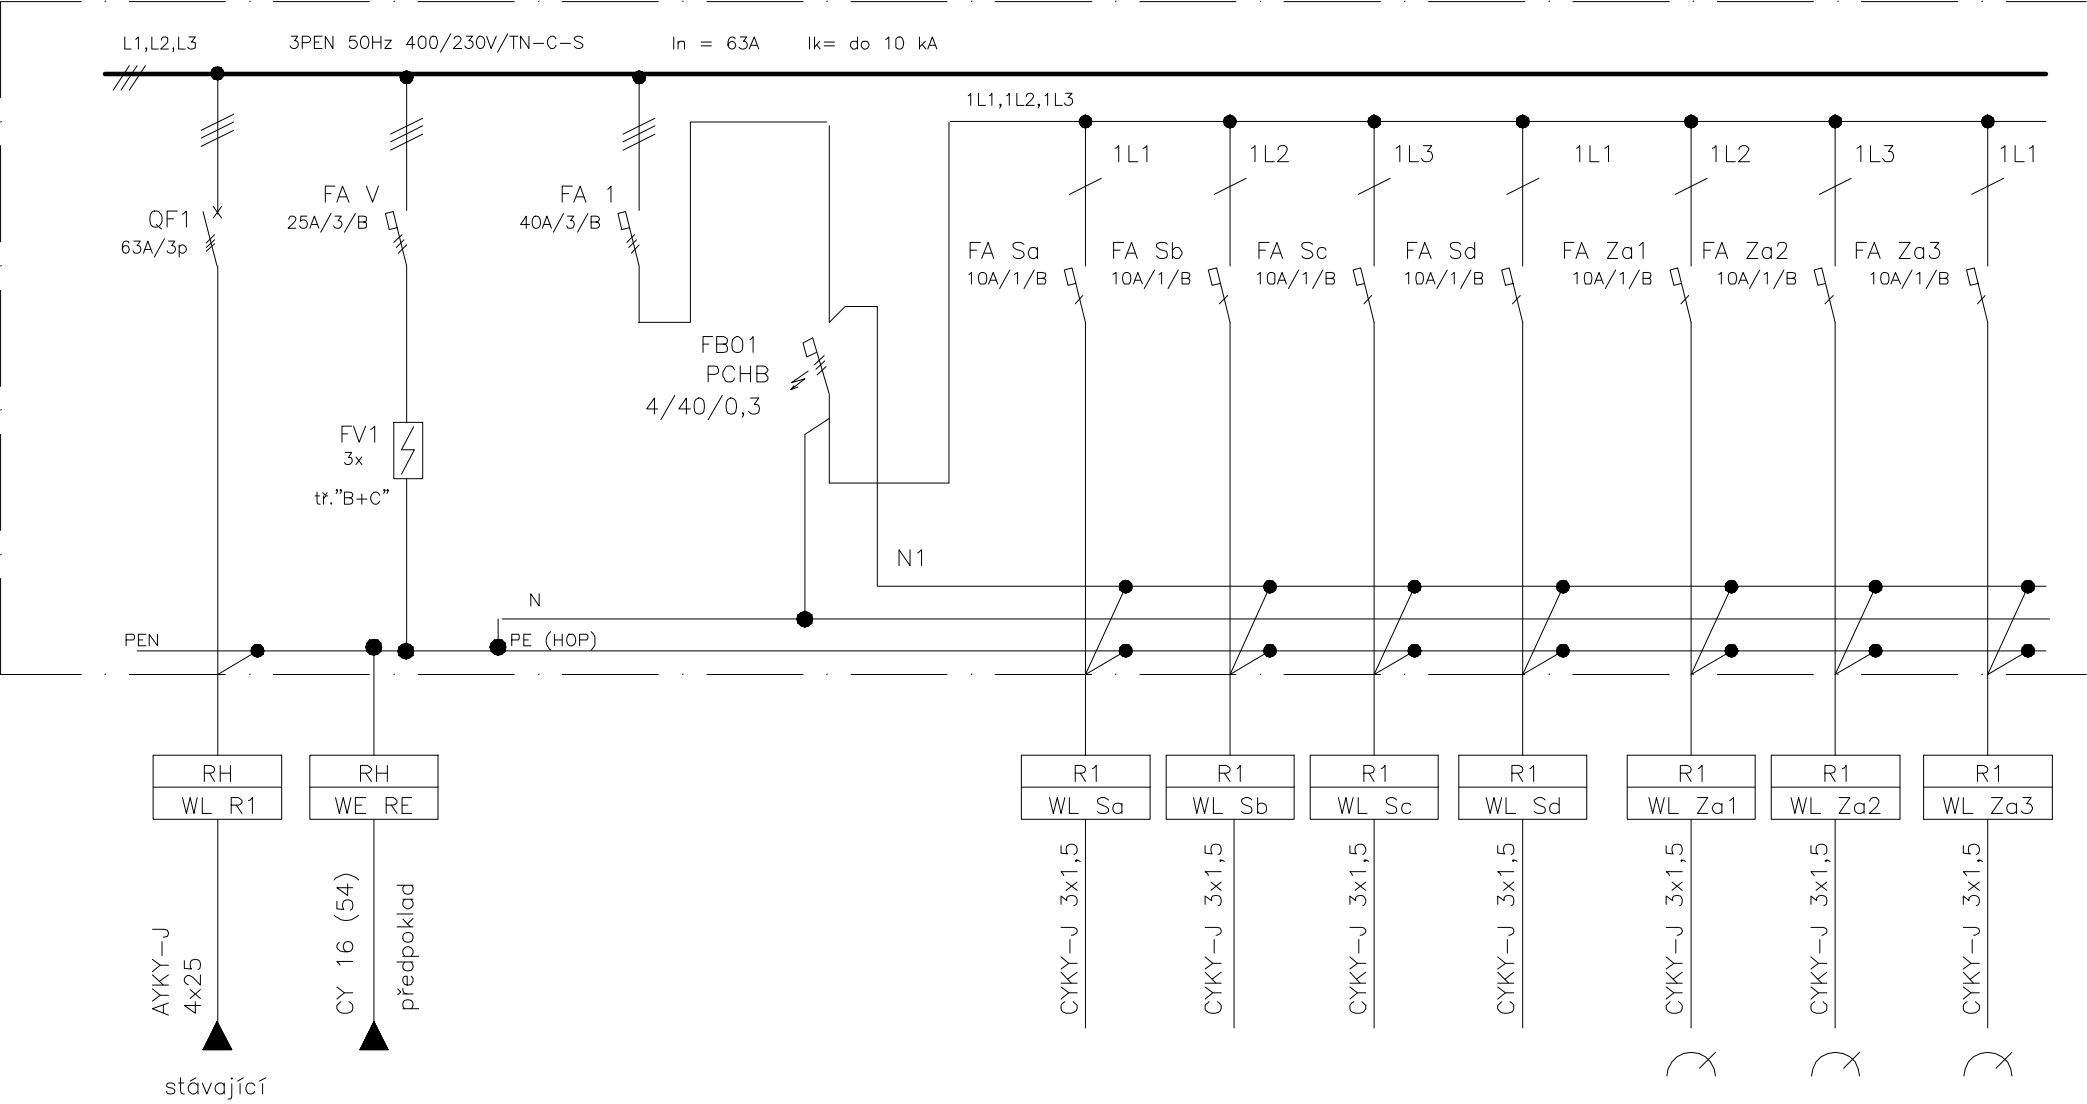 L1,L2,L3
3PEN 50Hz 400/230V/TN-C-S
In = 63A
Ik= do 10 kA
1L1,1L2,1L3
1L1
1L2
1L3
1L1
1L2
1L3
1L1
QF1
63A/3p
FA V
25A/3/B
FA 1
40A/3/B
FA Sa
10A/1/B
FA Sb
10A/1/B
FA Sc
10A/1/B
FA Sd
10A/1/B
FA Za1
10A/1/B
FA Za2
10A/1/B
FA Za3
10A/1/B
FB01
PCHB
4/40/0,3
FV1
3x
tř."B+C"
N1
N
PEN
PE (HOP)
RH
WL R1
RH
WE RE
R1
WL Sa
R1
WL Sb
R1
WL Sc
R1
WL Sd
R1
WL Za1
R1
WL Za2
R1
WL Za3
AYKY-J
4x25
CY 16 (54)
předpoklad
CYKY-J 3x1,5
CYKY-J 3x1,5
CYKY-J 3x1,5
CYKY-J 3x1,5
CYKY-J 3x1,5
CYKY-J 3x1,5
CYKY-J 3x1,5
stávající